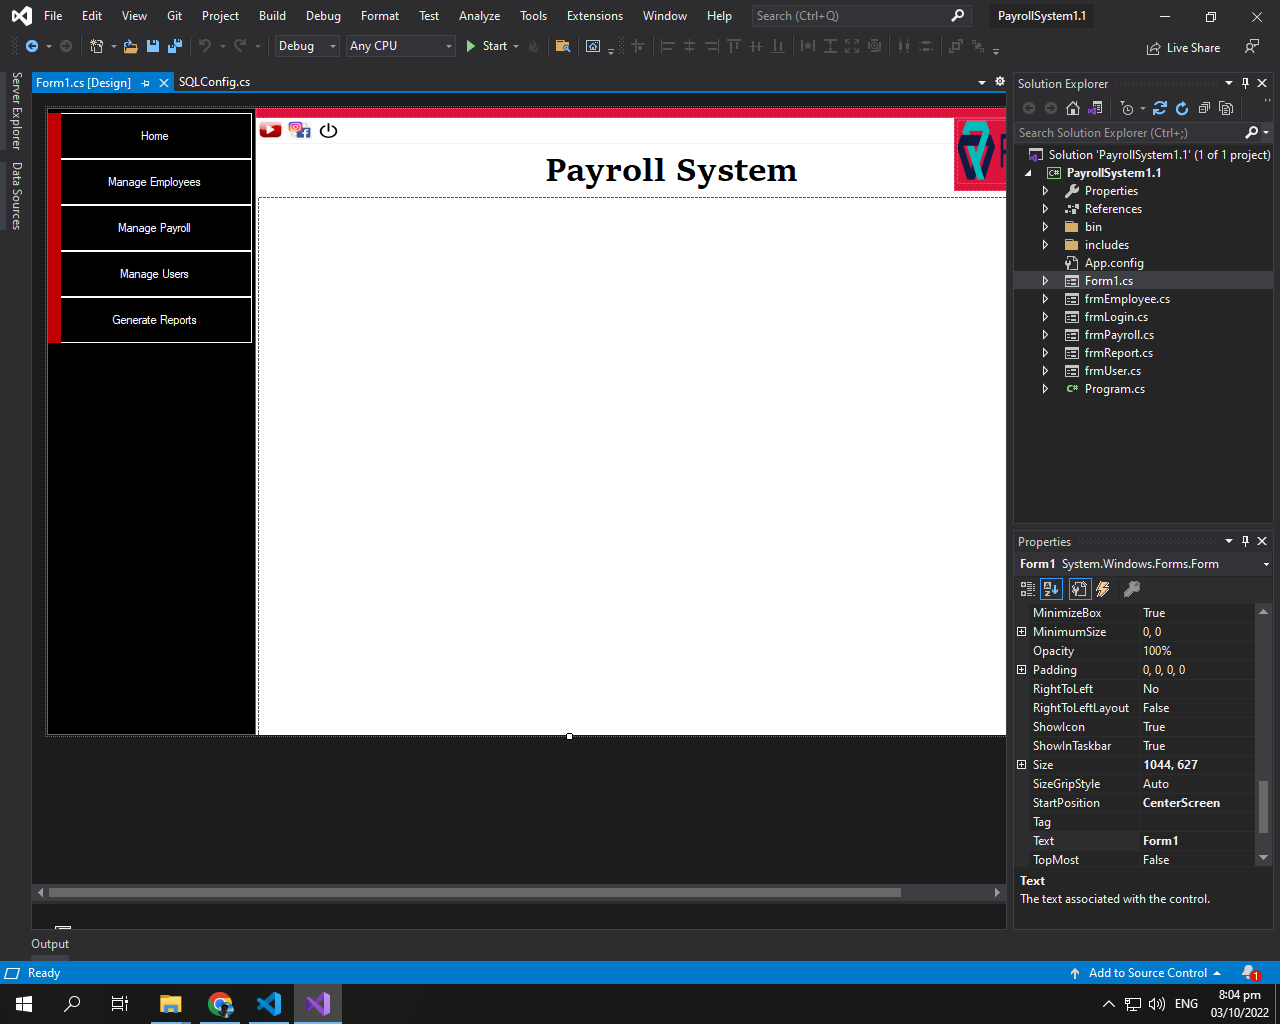 File Edit View Git Project Build Debug Format Test Analyze Tools Extensions Window Help Search (Ctrl+Q) PayrollSystem1.1
Debug Any CPU Start Live Share
Server Explorer
Data Sources
Form1.cs [Design] SQLConfig.cs
Home
Manage Employees
Manage Payroll
Manage Users
Generate Reports
Payroll System
Solution Explorer
Search Solution Explorer (Ctrl+;)
Solution 'PayrollSystem1.1' (1 of 1 project)
C# PayrollSystem1.1
Properties
References
bin
includes
App.config
Form1.cs
frmEmployee.cs
frmLogin.cs
frmPayroll.cs
frmReport.cs
frmUser.cs
C# Program.cs
Properties
Form1 System.Windows.Forms.Form
MinimizeBox True
MinimumSize 0, 0
Opacity 100%
Padding 0, 0, 0, 0
RightToLeft No
RightToLeftLayout False
ShowIcon True
ShowInTaskbar True
Size 1044, 627
SizeGripStyle Auto
StartPosition CenterScreen
Tag
Text Form1
TopMost False
Text
The text associated with the control.
Output
Ready Add to Source Control 1
ENG 8:04 pm
03/10/2022